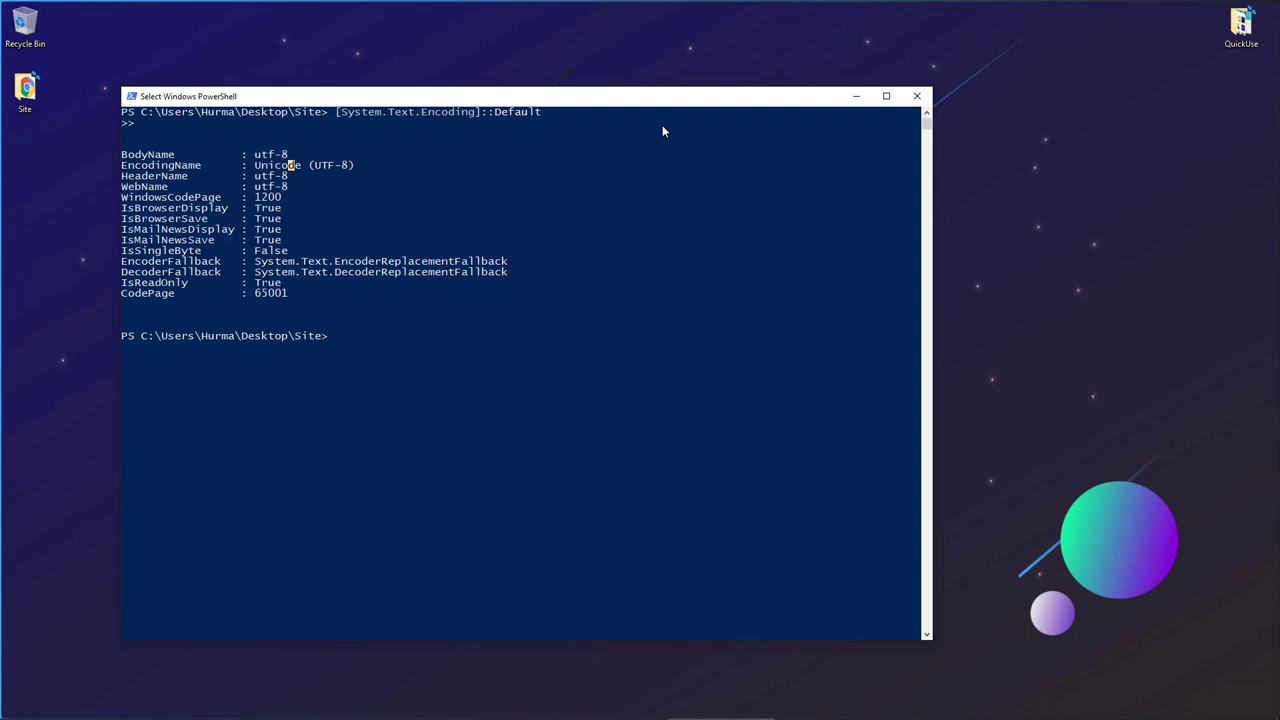 Recycle Bin
Site
QuickUse
Select Windows PowerShell
PS C:\Users\Hurma\Desktop\Site> [System.Text.Encoding]::Default
>>
BodyName : utf-8
EncodingName : Unicode (UTF-8)
HeaderName : utf-8
WebName : utf-8
WindowsCodePage : 1200
IsBrowserDisplay : True
IsBrowserSave : True
IsMailNewsDisplay : True
IsMailNewsSave : True
IsSingleByte : False
EncoderFallback : System.Text.EncoderReplacementFallback
DecoderFallback : System.Text.DecoderReplacementFallback
IsReadOnly : True
CodePage : 65001
PS C:\Users\Hurma\Desktop\Site>